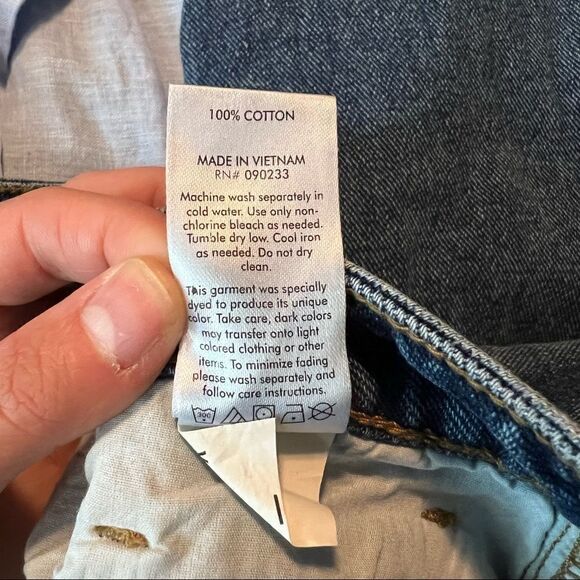 100% COTTON
MADE IN VIETNAM
RN# 090233
Machine wash separately in
cold water. Use only non-
chlorine bleach as needed.
Tumble dry low. Cool iron
as needed. Do not dry
clean.
This garment was specially
dyed to produce its unique
color. Take care, dark colors
may transfer onto light
colored clothing or other
items. To minimize fading
please wash separately and
follow care instructions.